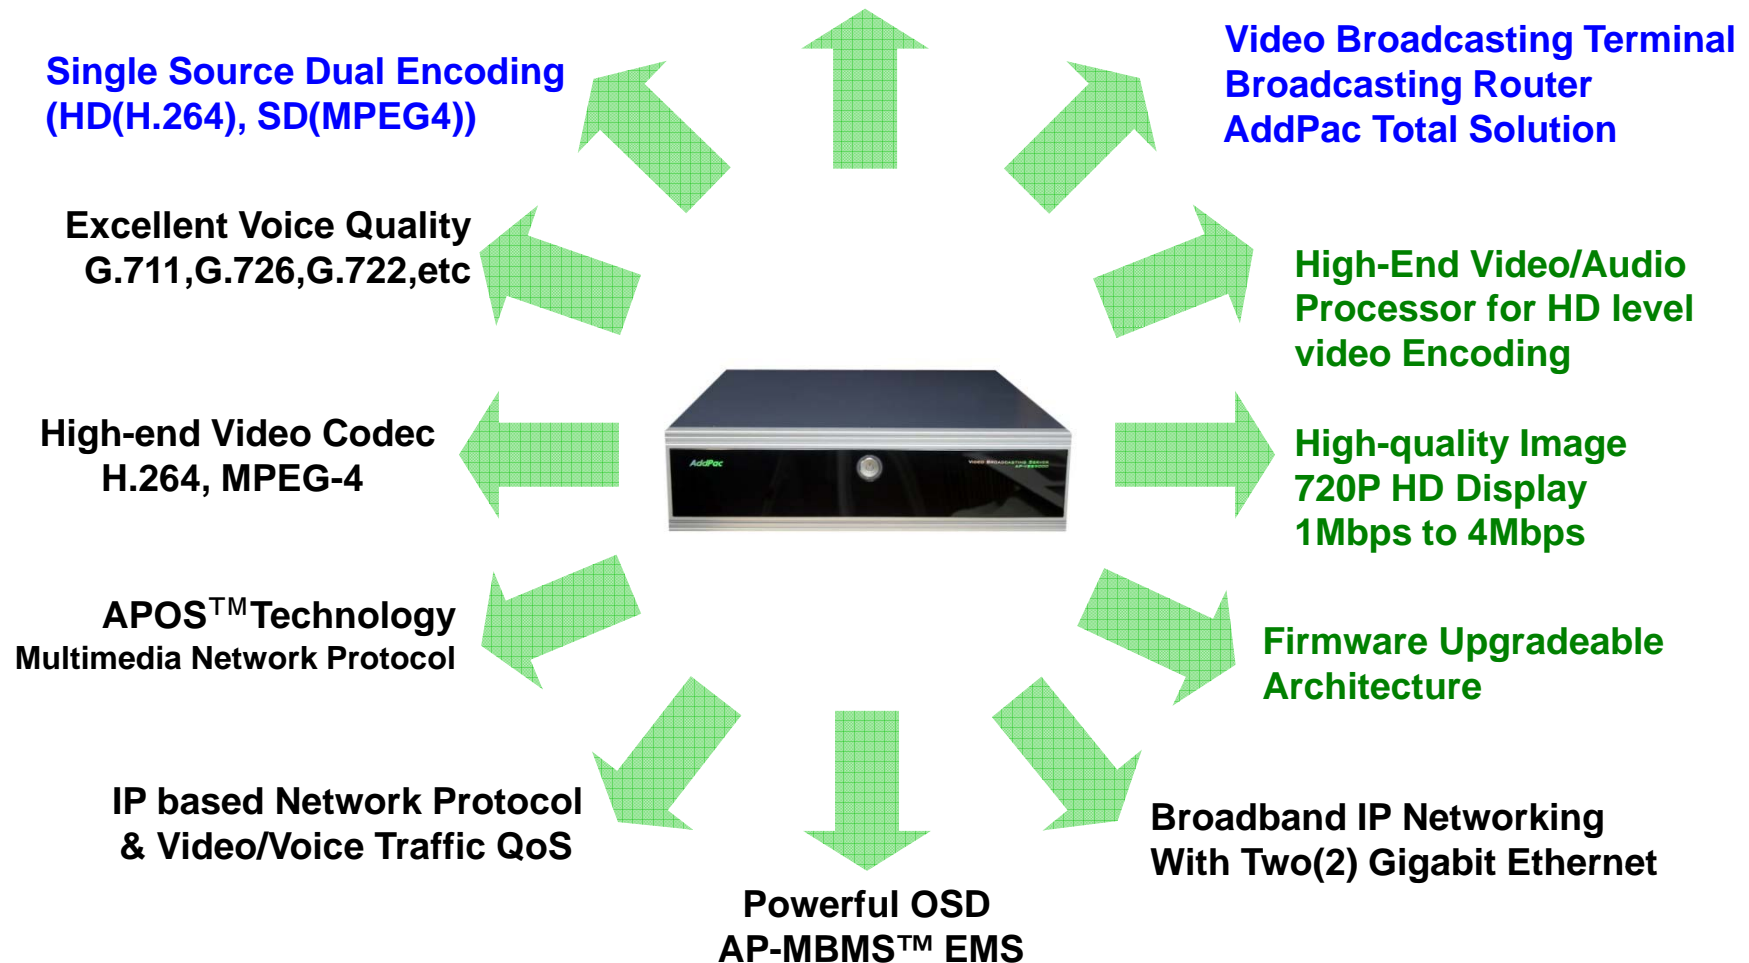 Single Source Dual Encoding
(HD(H.264), SD(MPEG4))
Video Broadcasting Terminal
Broadcasting Router
AddPac Total Solution
Excellent Voice Quality
G.711,G.726,G.722,etc
High-End Video/Audio
Processor for HD level
video Encoding
High-end Video Codec
H.264, MPEG-4
AddPac
VIDEO BROADCASTING SERVER
High-quality Image
720P HD Display
1Mbps to 4Mbps
APOS™Technology
Multimedia Network Protocol
Firmware Upgradeable
Architecture
IP based Network Protocol
& Video/Voice Traffic QoS
Broadband IP Networking
With Two(2) Gigabit Ethernet
Powerful OSD
AP-MBMS™ EMS